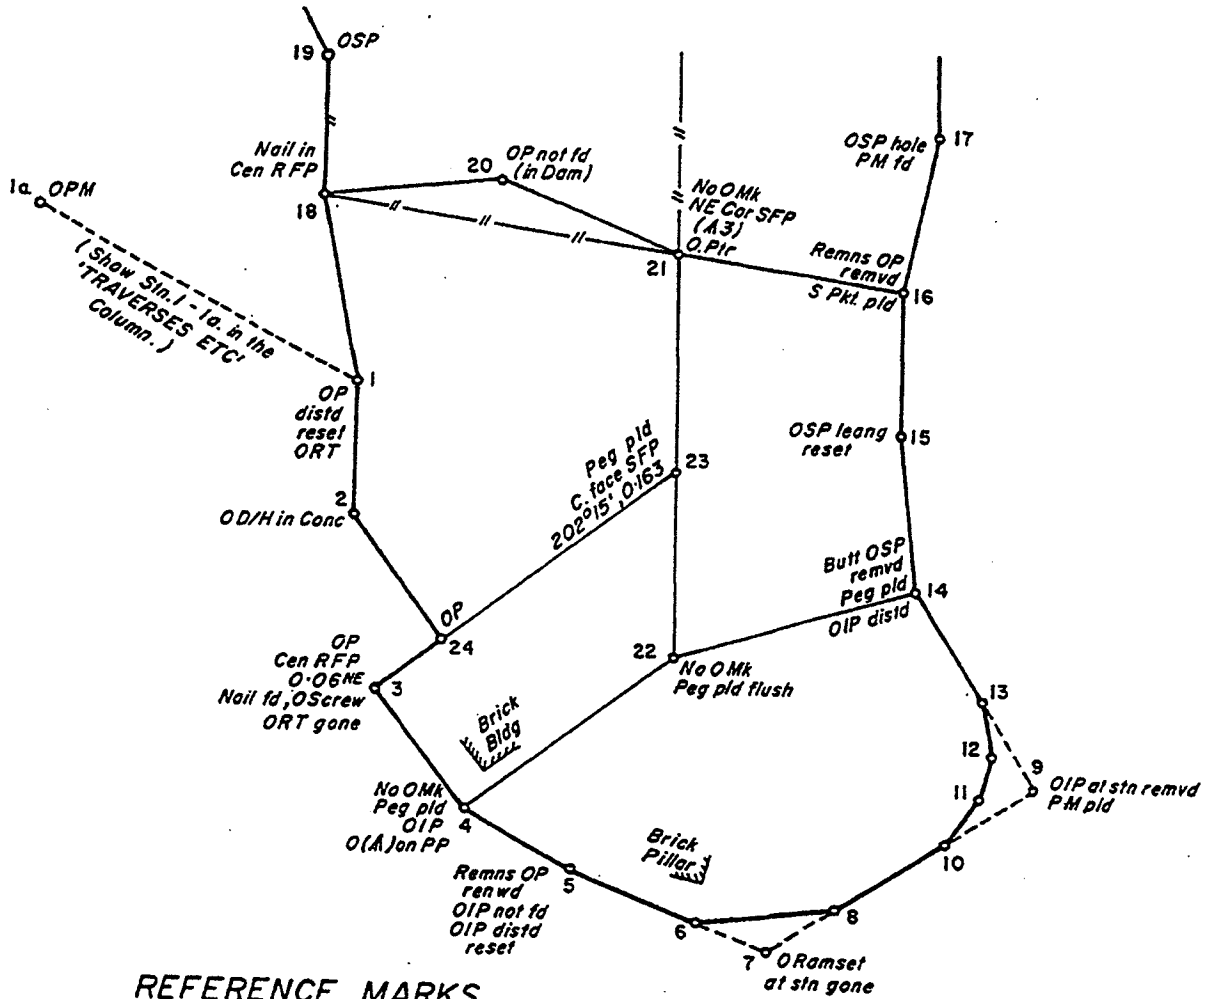 19
OSP
Nail in
Cen RFP
18
1a
OPM
(Show Stn. 1 - 1a. in the
'TRAVERSES ETC'
Column.)
20
OP not fd
(in Dam)
No OMk
NE Cor SFP
(A3)
O. Ptr
21
OSP hole
PM fd
17
Remns OP
remvd
S Pkt. pld
16
1
OP
distd
reset
ORT
OSP leang
reset
15
Peg pld
C. face SFP
202°15', 0·163
23
2
OD/H in Conc
Butt OSP
remvd
Peg pld
OIP distd
14
OP
24
22
No OMk
Peg pld flush
OP
Cen RFP
0·06 NE
Nail fd, OScrew
ORT gone
3
13
12
9
OIP at stn remvd
PM pld
11
10
Brick
Bldg
No OMk
Peg pld
OIP
O(A) on PP
4
Brick
Pillar
Remns OP
renwd
OIP not fd
OIP distd
reset
5
6
8
7
O Ramset
at stn gone
REFERENCE MARKS